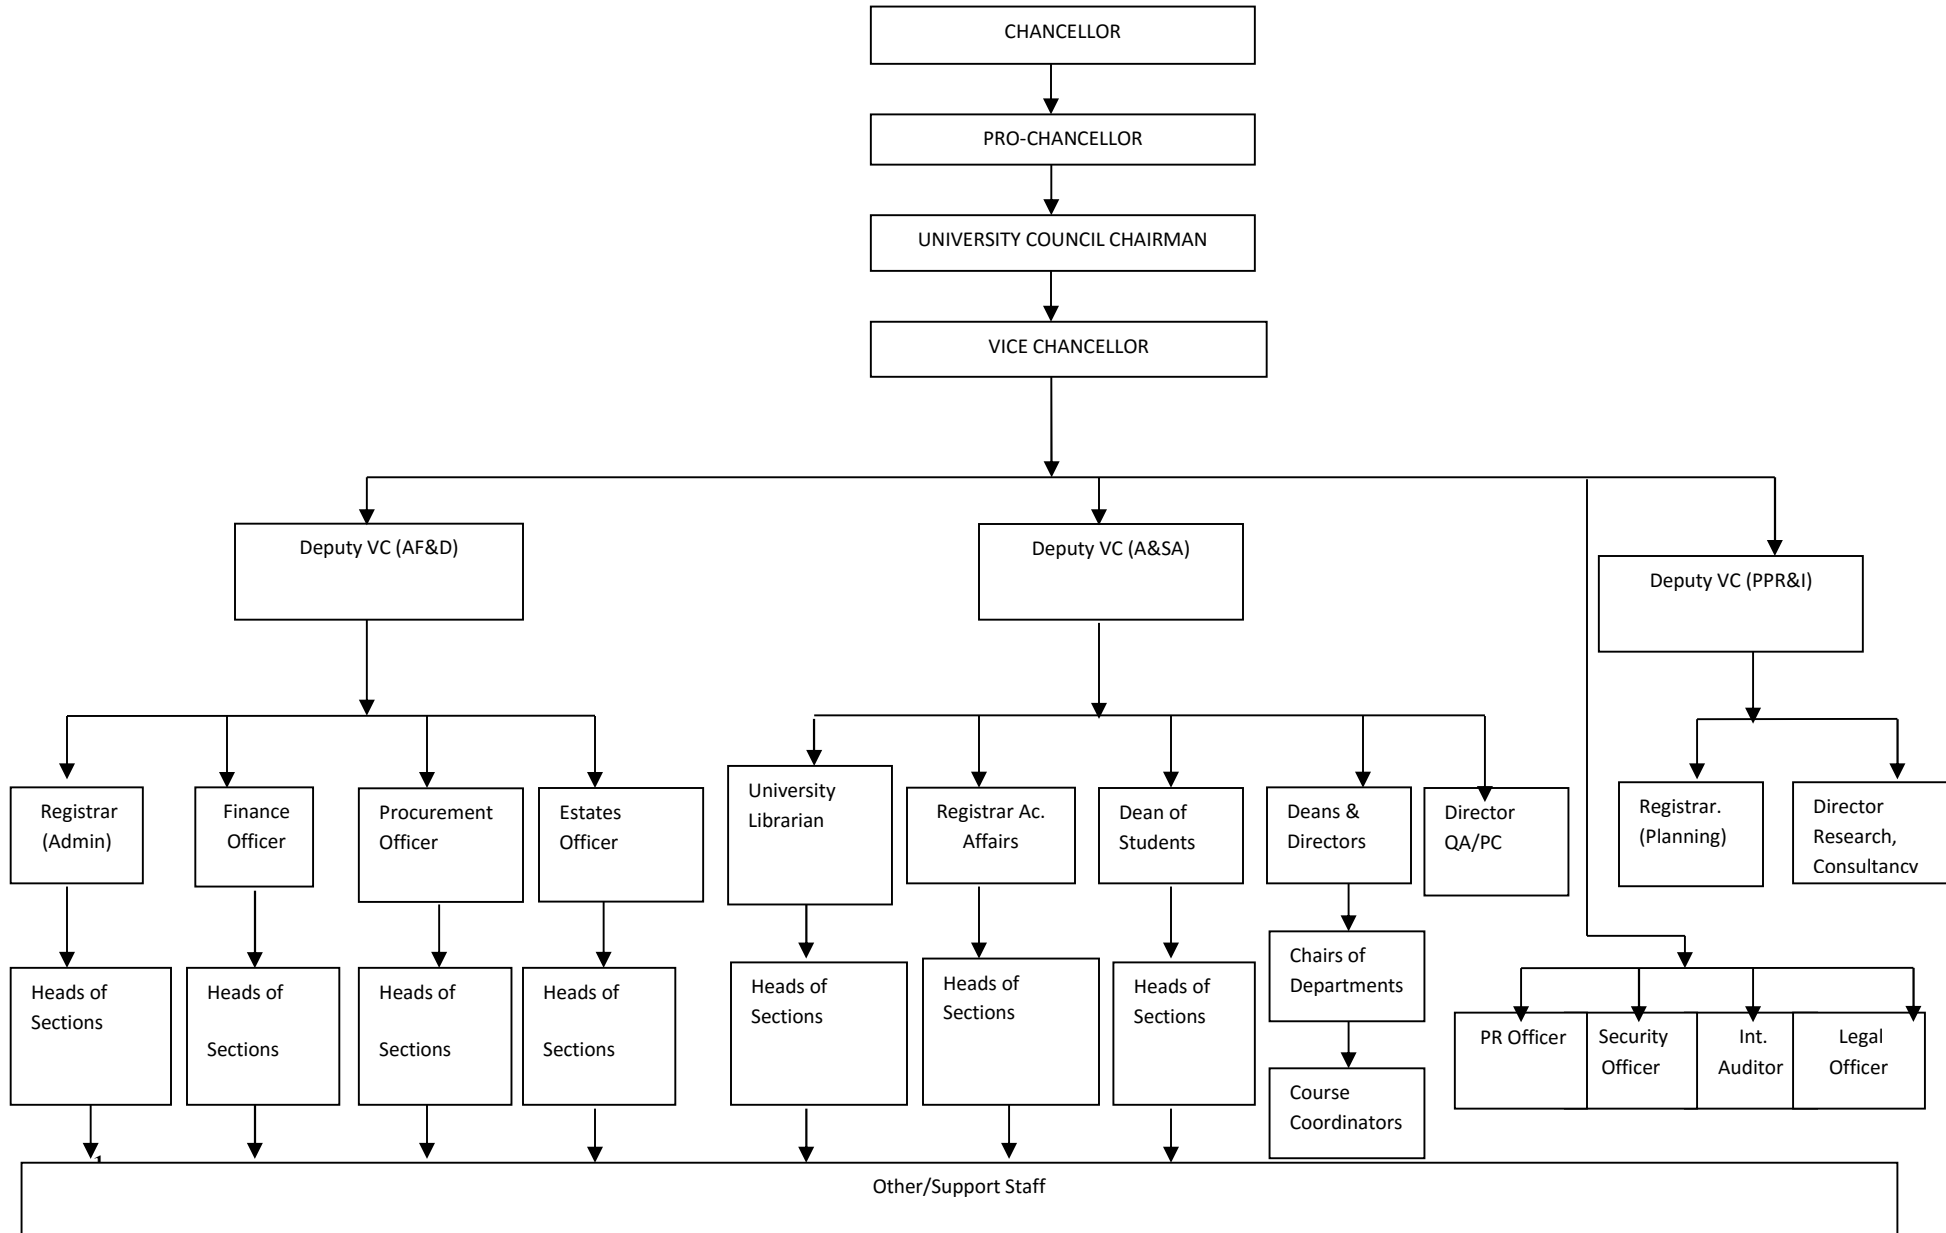 CHANCELLOR
PRO-CHANCELLOR
UNIVERSITY COUNCIL CHAIRMAN
VICE CHANCELLOR
Deputy VC (AF&D)
Deputy VC (A&SA)
Deputy VC (PPR&I)
Registrar
(Admin)
Finance
Officer
Procurement
Officer
Estates
Officer
University
Librarian
Registrar Ac.
Affairs
Dean of
Students
Deans &
Directors
Director
QA/PC
Registrar.
(Planning)
Director
Research,
Consultancy
Heads of
Sections
Heads of
Sections
Heads of
Sections
Heads of
Sections
Heads of
Sections
Heads of
Sections
Heads of
Sections
Chairs of
Departments
Course
Coordinators
PR Officer
Security
Officer
Int.
Auditor
Legal
Officer
1
Other/Support Staff